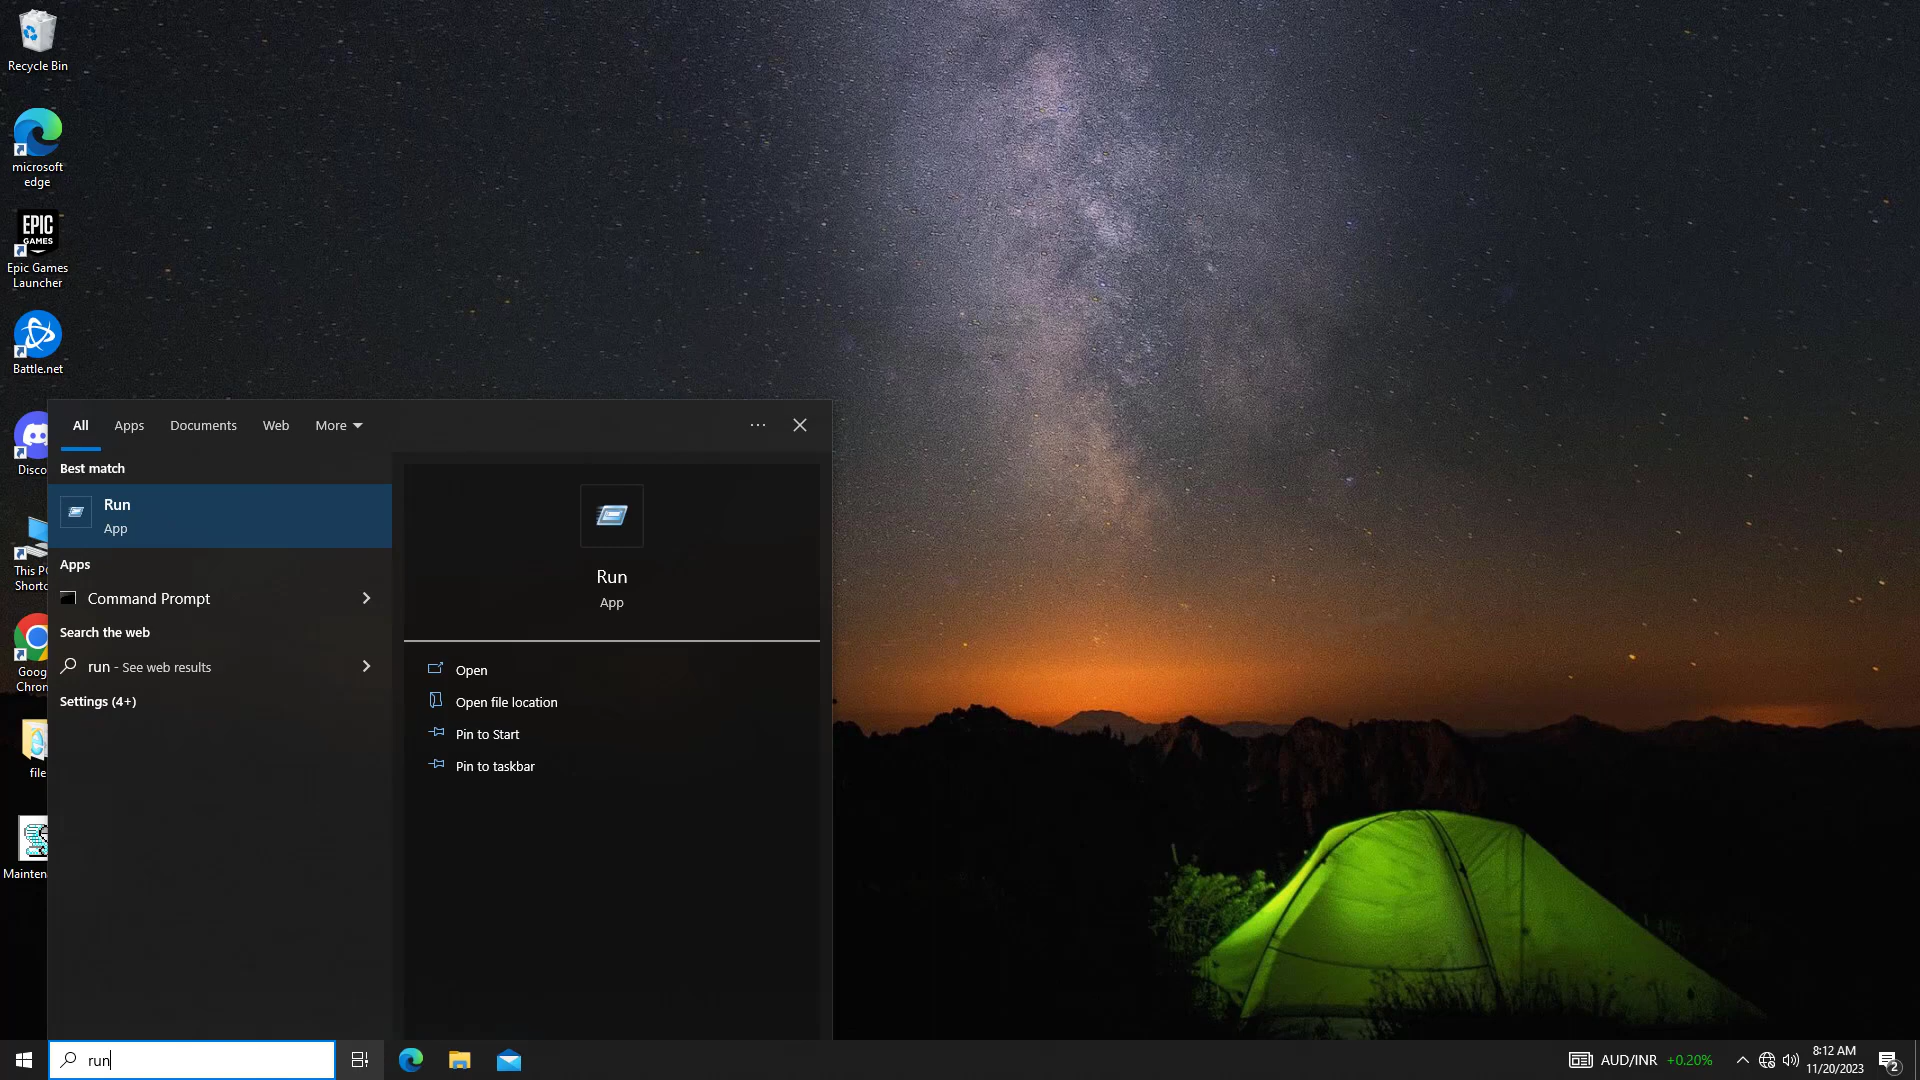 Recycle Bin
microsoft
edge
EPIC
GAMES
Epic Games
Launcher
Battle.net
Disco
This PC
Shortc
Goog
Chron
file
Mainten
All
Apps
Documents
Web
More
Best match
Run
App
Apps
Command Prompt
Search the web
run - See web results
Settings (4+)
Run
App
Open
Open file location
Pin to Start
Pin to taskbar
run
AUD/INR +0.20%
8:12 AM
11/20/2023
2